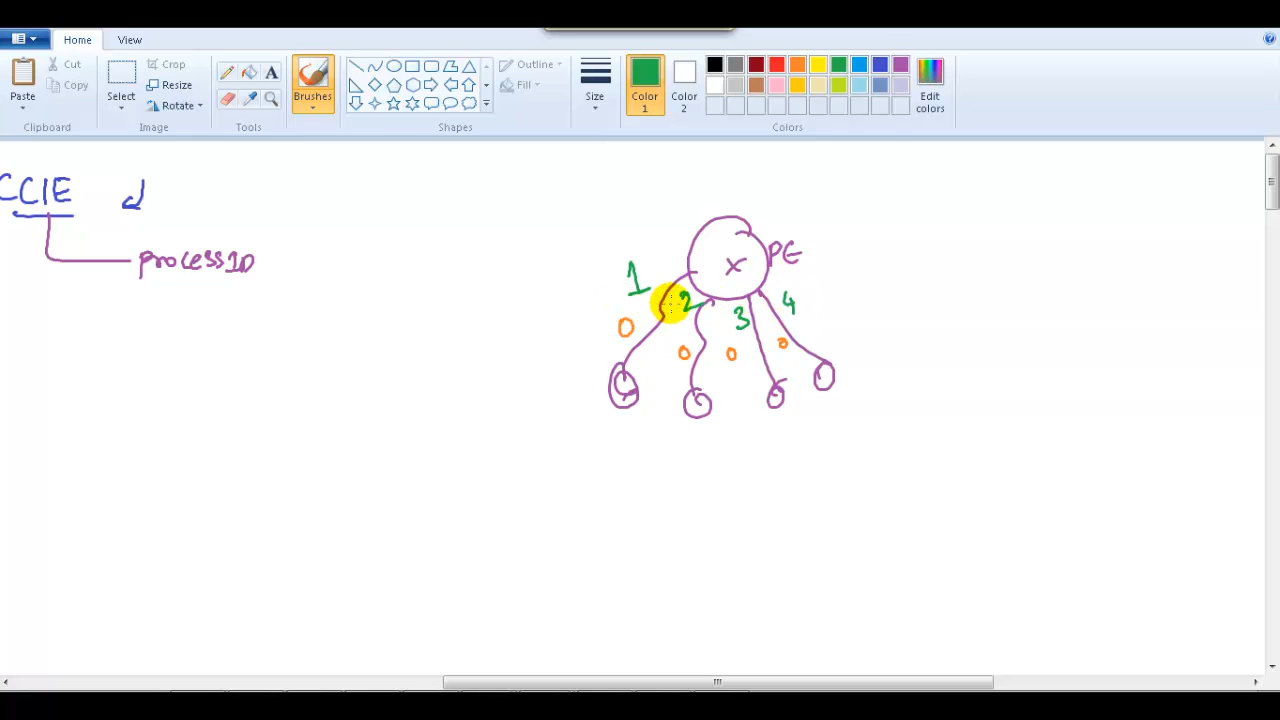 Home View
Cut
Copy
Paste
Clipboard
Crop
Resize
Rotate
Select
Image
Tools
Brushes
Shapes
Outline
Fill
Size
Color 1
Color 2
Edit colors
Colors
CCIE
processID
PE
X
1 2 3 4
0 0 0 0